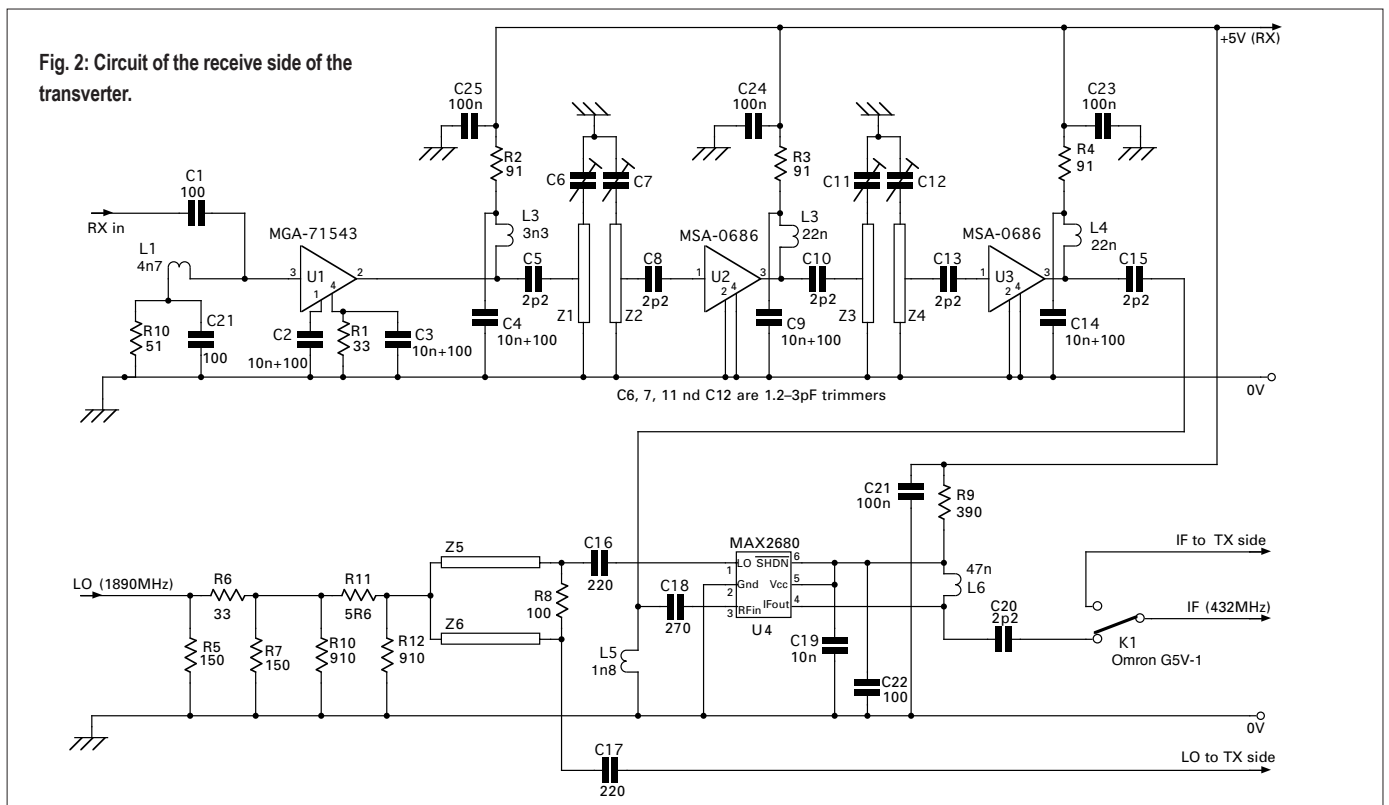 Fig. 2: Circuit of the receive side of the
transverter.
+5V (RX)
C25
100n
C24
100n
C23
100n
R2
91
R3
91
R4
91
C6
C7
C11
C12
C1
100
RX in
L1
4n7
MGA-71543
3
U1
2
1
4
L3
3n3
C5
2p2
Z1
Z2
C8
2p2
MSA-0686
1
U2
3
2
4
L3
22n
C10
2p2
Z3
Z4
C13
2p2
MSA-0686
1
U3
3
2
4
L4
22n
C15
2p2
R10
51
C21
100
C2
10n+100
R1
33
C3
10n+100
C4
10n+100
C9
10n+100
C14
10n+100
C6, 7, 11 nd C12 are 1.2–3pF trimmers
0V
C21
100n
R9
390
LO (1890MHz)
R6
33
R11
5R6
Z5
Z6
C16
220
R8
100
MAX2680
LO SHDN
Gnd Vcc
RFin IFout
1
2
3
6
5
4
U4
C18
270
47n
L6
IF to TX side
IF (432MHz)
C20
2p2
K1
Omron G5V-1
R5
150
R7
150
R10
910
R12
910
L5
1n8
C19
10n
C22
100
0V
C17
220
LO to TX side